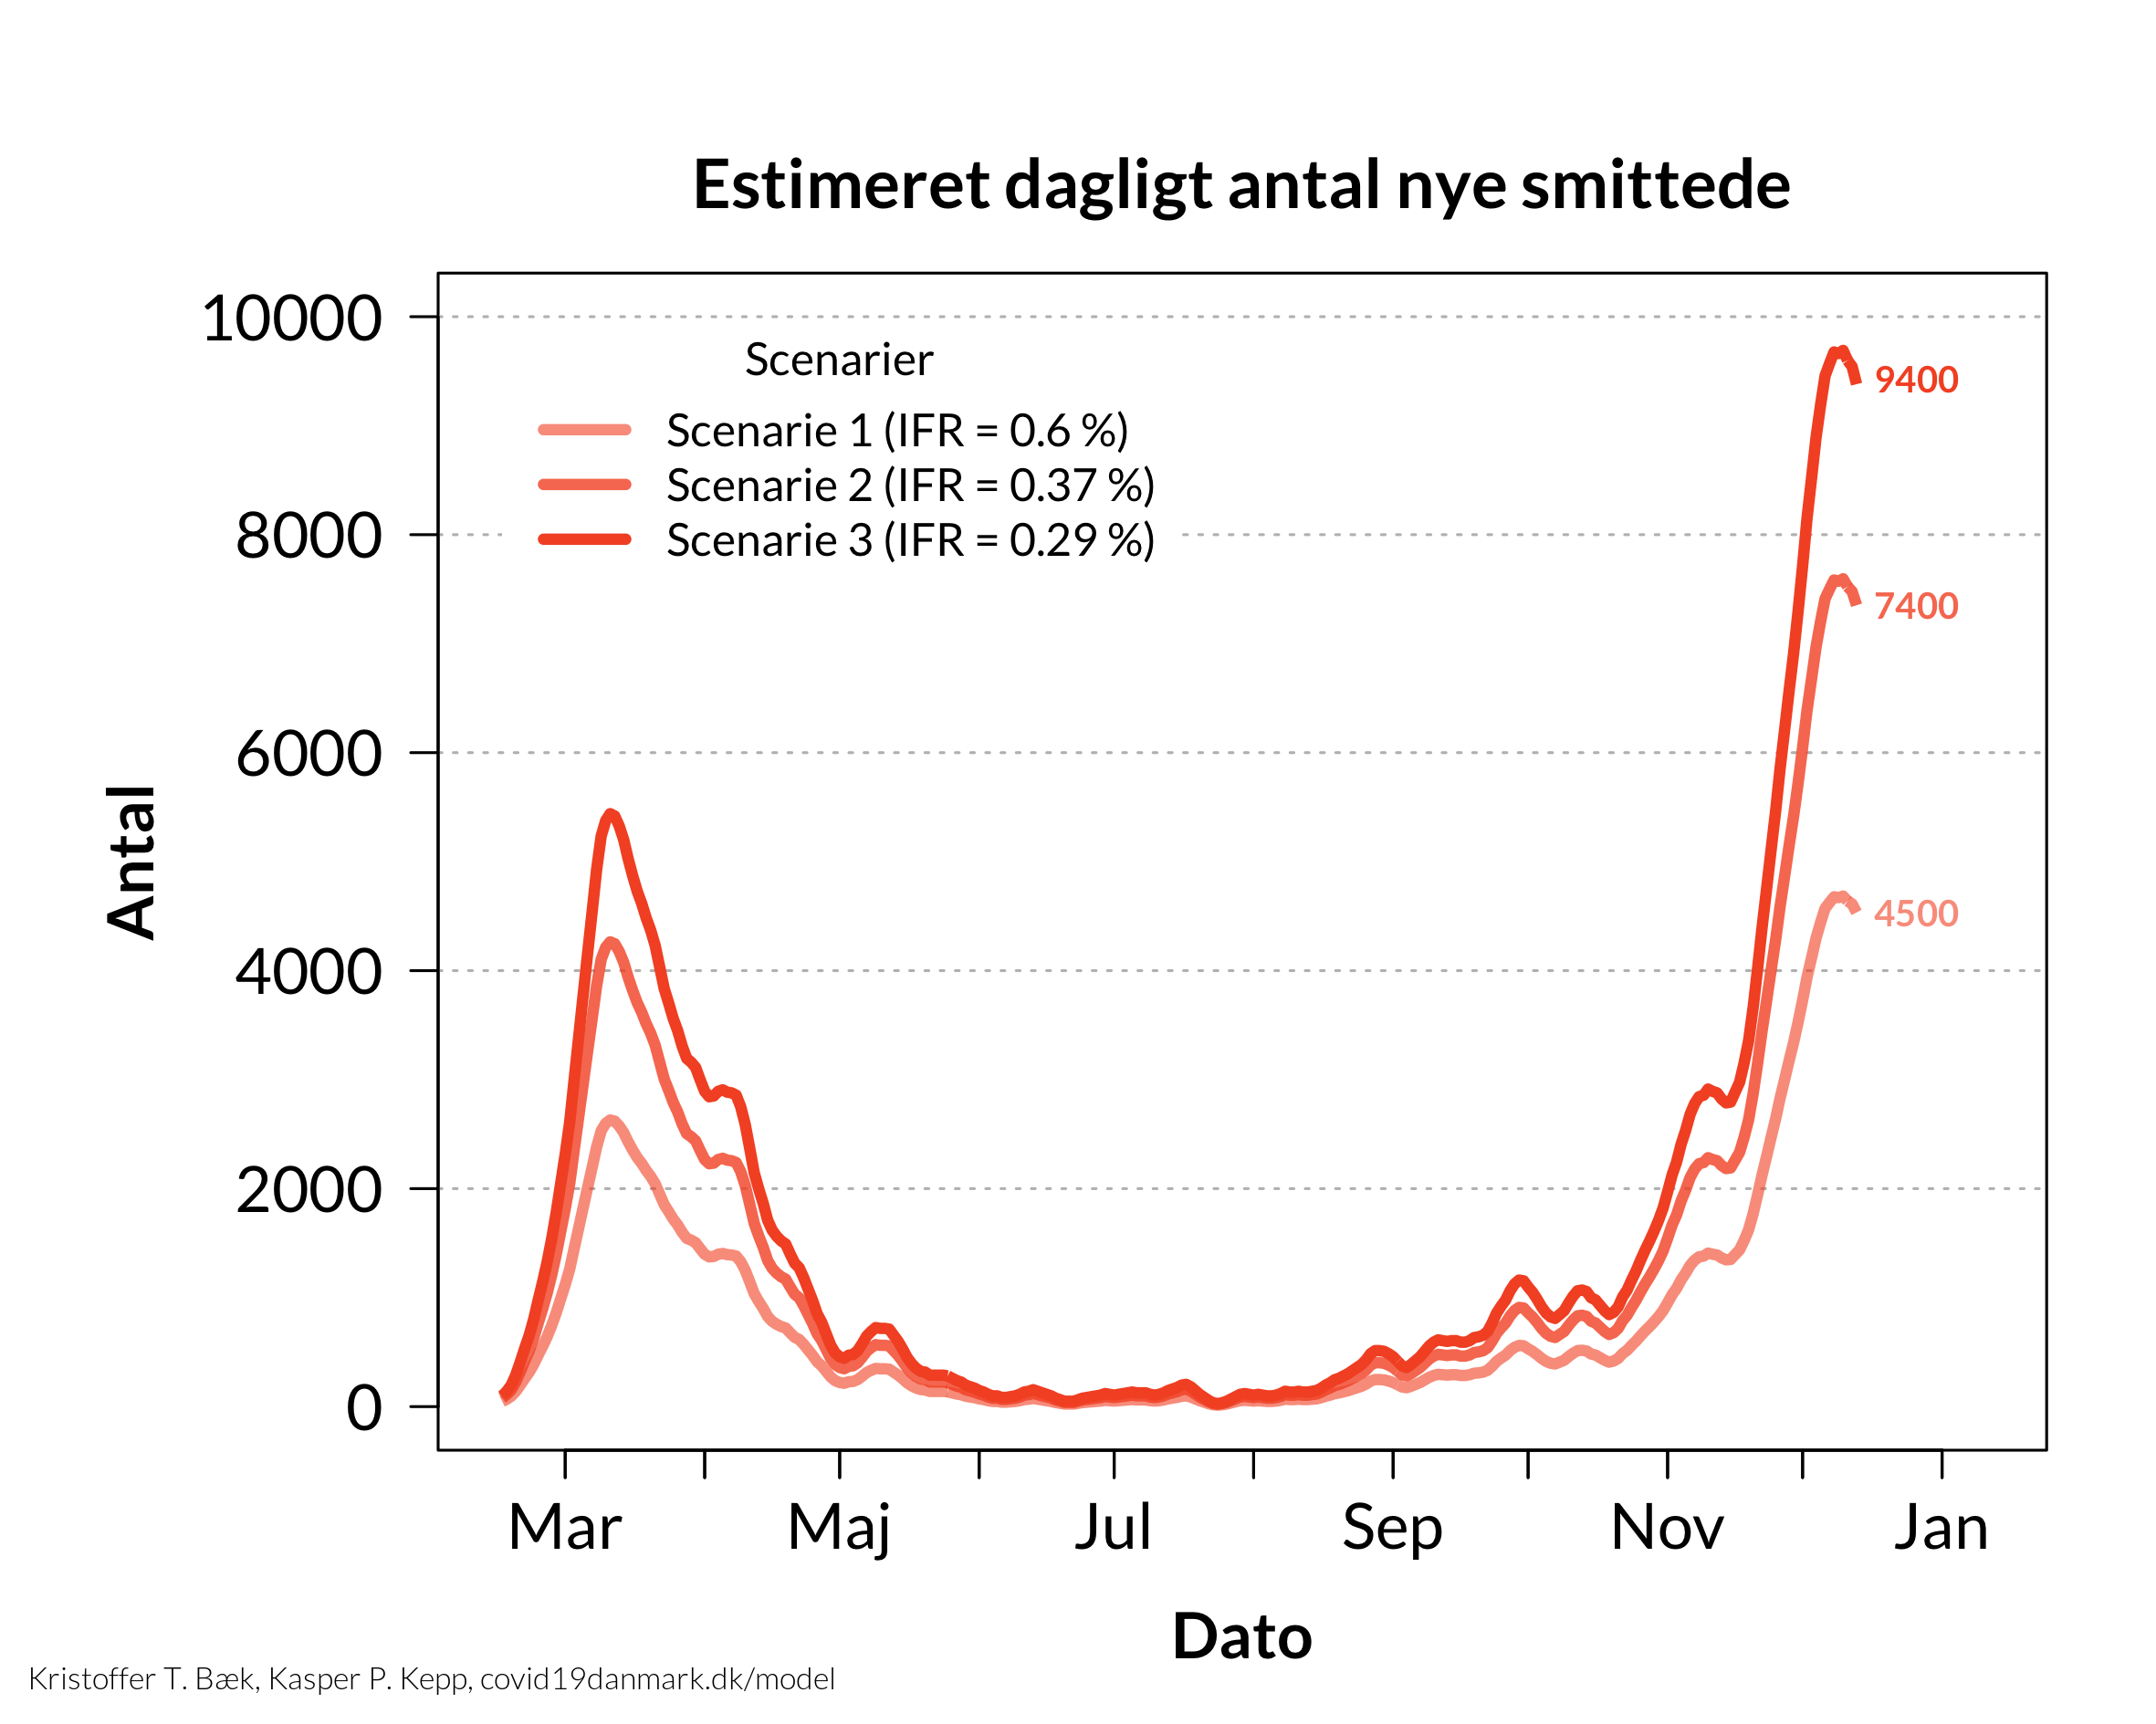 Estimeret dagligt antal nye smittede
10000
8000
6000
4000
2000
0
Antal
Scenarier
Scenarie 1 (IFR = 0.6 %)
Scenarie 2 (IFR = 0.37 %)
Scenarie 3 (IFR = 0.29 %)
9400
7400
4500
Mar
Maj
Jul
Sep
Nov
Jan
Dato
Kristoffer T. Bæk, Kasper P. Kepp, covid19danmark.dk/model